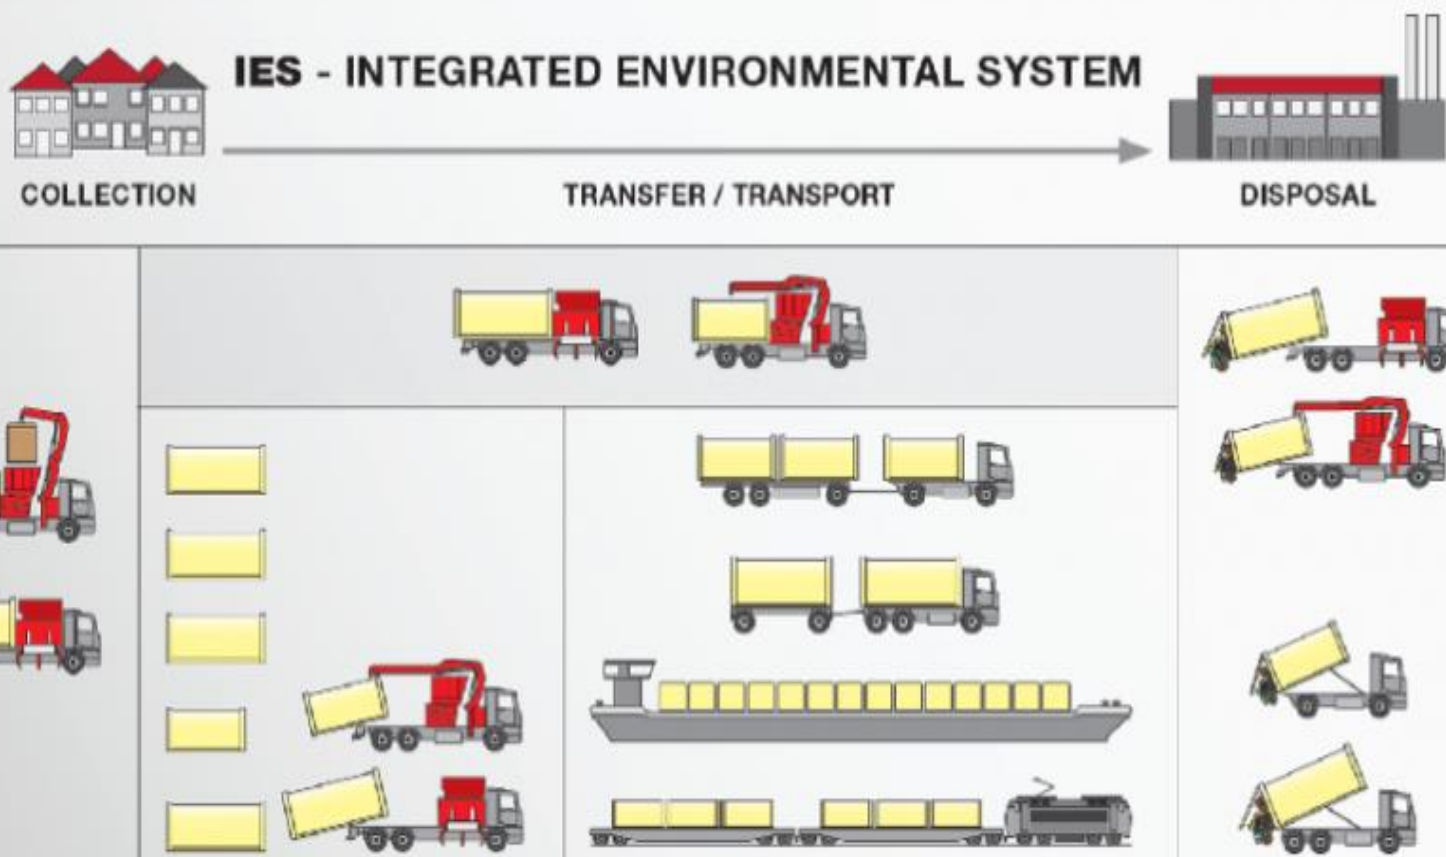 IES - INTEGRATED ENVIRONMENTAL SYSTEM
COLLECTION
TRANSFER / TRANSPORT
DISPOSAL